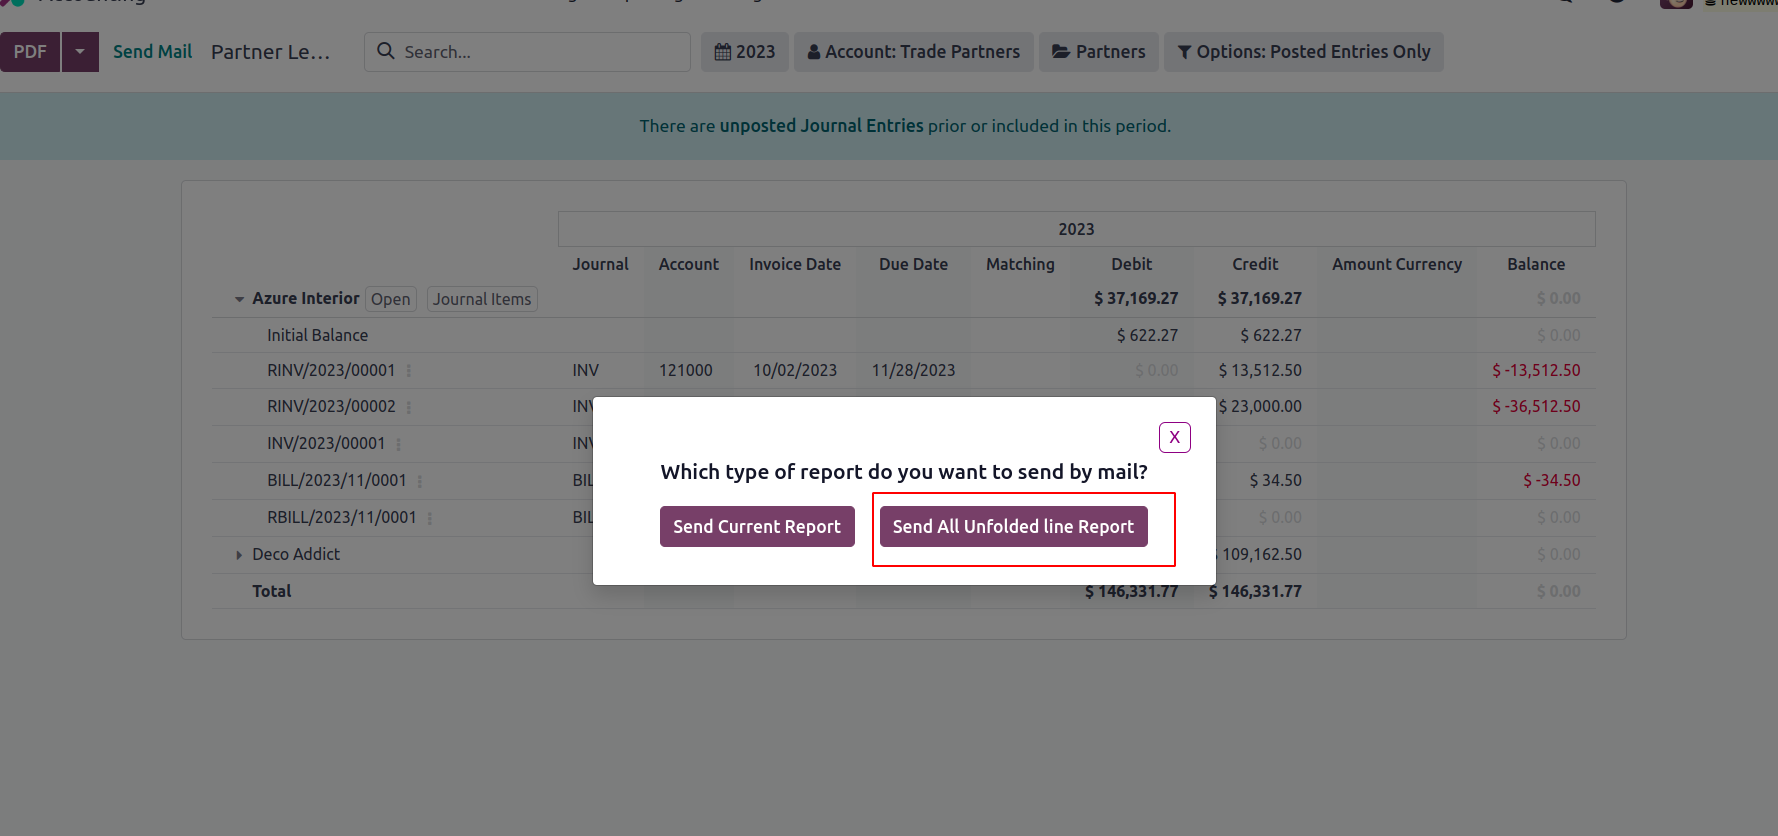 PDF Send Mail Partner Le... Search... 2023 Account: Trade Partners Partners Options: Posted Entries Only
There are unposted Journal Entries prior or included in this period.
2023
Journal Account Invoice Date Due Date Matching Debit Credit Amount Currency Balance
Azure Interior Open Journal Items $ 37,169.27 $ 37,169.27 $ 0.00
Initial Balance $ 622.27 $ 622.27 $ 0.00
RINV/2023/00001 INV 121000 10/02/2023 11/28/2023 $ 0.00 $ 13,512.50 $ -13,512.50
RINV/2023/00002 $ 23,000.00 $ -36,512.50
INV/2023/00001 $ 0.00 $ 0.00
BILL/2023/11/0001 $ 34.50 $ -34.50
RBILL/2023/11/0001 $ 0.00 $ 0.00
Deco Addict 109,162.50 $ 0.00
Total $ 146,331.77 $ 146,331.77 $ 0.00
X
Which type of report do you want to send by mail?
Send Current Report Send All Unfolded line Report